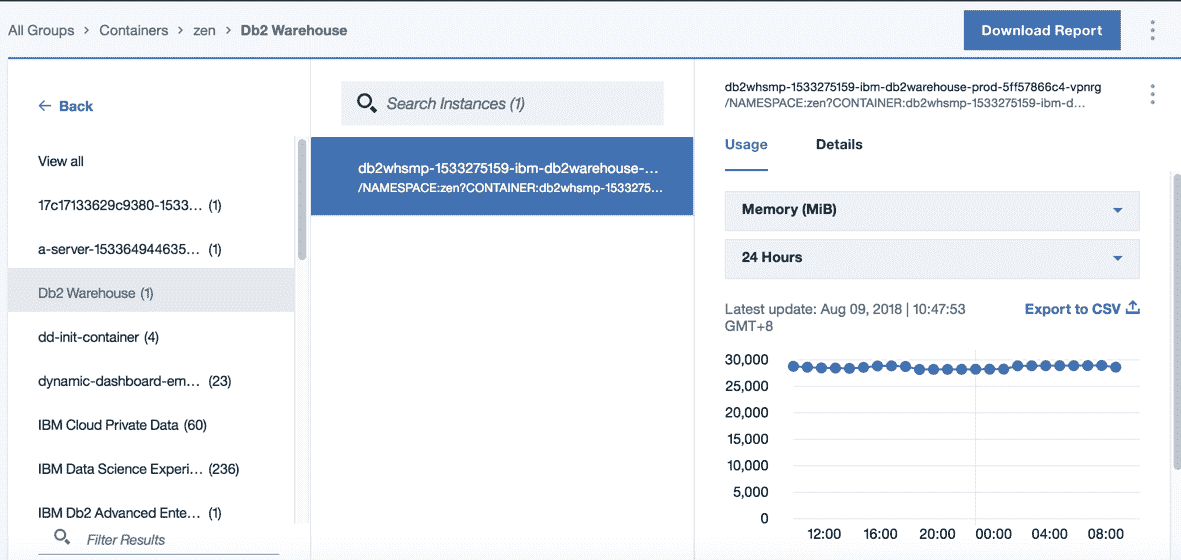 All Groups > Containers > zen > Db2 Warehouse
Download Report
← Back
View all
17c17133629c9380-1533... (1)
a-server-153364944635... (1)
Db2 Warehouse (1)
dd-init-container (4)
dynamic-dashboard-em... (23)
IBM Cloud Private Data (60)
IBM Data Science Experi... (236)
IBM Db2 Advanced Ente... (1)
Filter Results
Search Instances (1)
db2whsmp-1533275159-ibm-db2warehouse-...
/NAMESPACE:zen?CONTAINER:db2whsmp-1533275...
db2whsmp-1533275159-ibm-db2warehouse-prod-5ff57866c4-vpnrg
/NAMESPACE:zen?CONTAINER:db2whsmp-1533275159-ibm-d...
Usage Details
Memory (MiB)
24 Hours
Latest update: Aug 09, 2018 | 10:47:53
GMT+8
Export to CSV
30,000
25,000
20,000
15,000
10,000
5,000
0
12:00 16:00 20:00 00:00 04:00 08:00